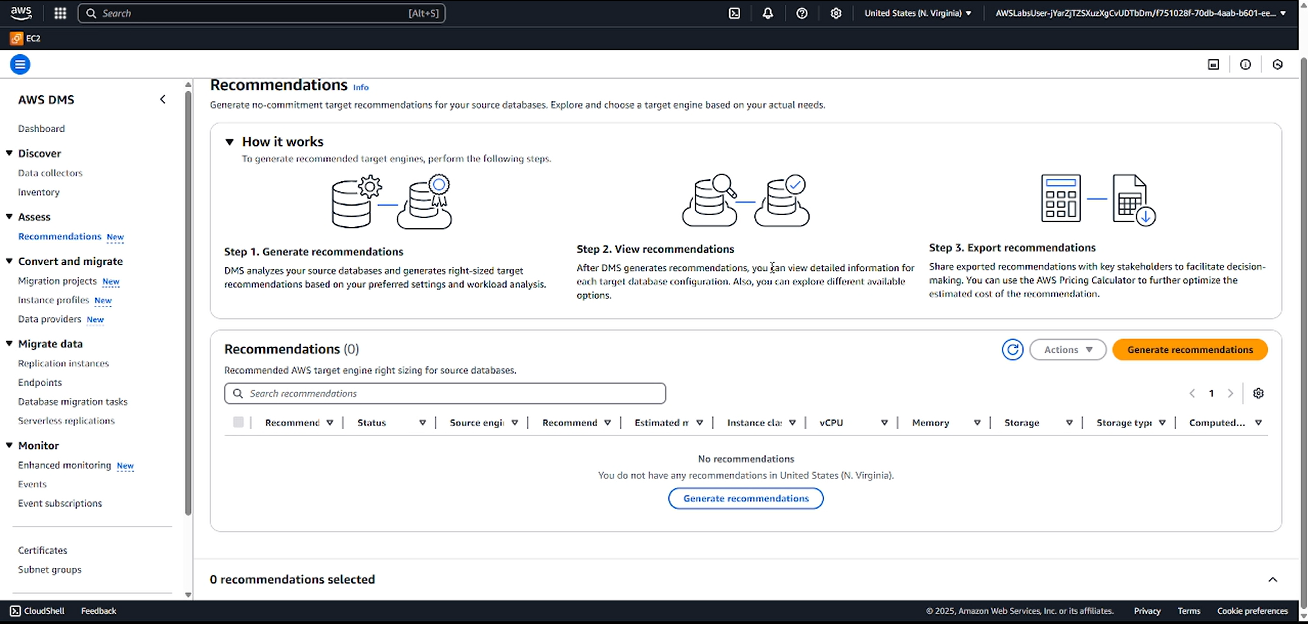 aws
Search
[Alt+S]
United States (N. Virginia)
AWSLabsUser-jYarZjTZSXuzXgCvUDTbDm/f751028f-70db-4aab-b601-ee...
EC2
AWS DMS
Dashboard
Discover
Data collectors
Inventory
Assess
Recommendations New
Convert and migrate
Migration projects New
Instance profiles New
Data providers New
Migrate data
Replication instances
Endpoints
Database migration tasks
Serverless replications
Monitor
Enhanced monitoring New
Events
Event subscriptions
Certificates
Subnet groups
Recommendations Info
Generate no-commitment target recommendations for your source databases. Explore and choose a target engine based on your actual needs.
How it works
To generate recommended target engines, perform the following steps.
Step 1. Generate recommendations
DMS analyzes your source databases and generates right-sized target
recommendations based on your preferred settings and workload analysis.
Step 2. View recommendations
After DMS generates recommendations, you can view detailed information for
each target database configuration. Also, you can explore different available
options.
Step 3. Export recommendations
Share exported recommendations with key stakeholders to facilitate decision-
making. You can use the AWS Pricing Calculator to further optimize the
estimated cost of the recommendation.
Recommendations (0)
Actions
Generate recommendations
Recommended AWS target engine right sizing for source databases.
Search recommendations
1
Recommend Status Source engi Recommend Estimated m Instance clas vCPU Memory Storage Storage type Computed...
No recommendations
You do not have any recommendations in United States (N. Virginia).
Generate recommendations
0 recommendations selected
CloudShell Feedback
© 2025, Amazon Web Services, Inc. or its affiliates. Privacy Terms Cookie preferences